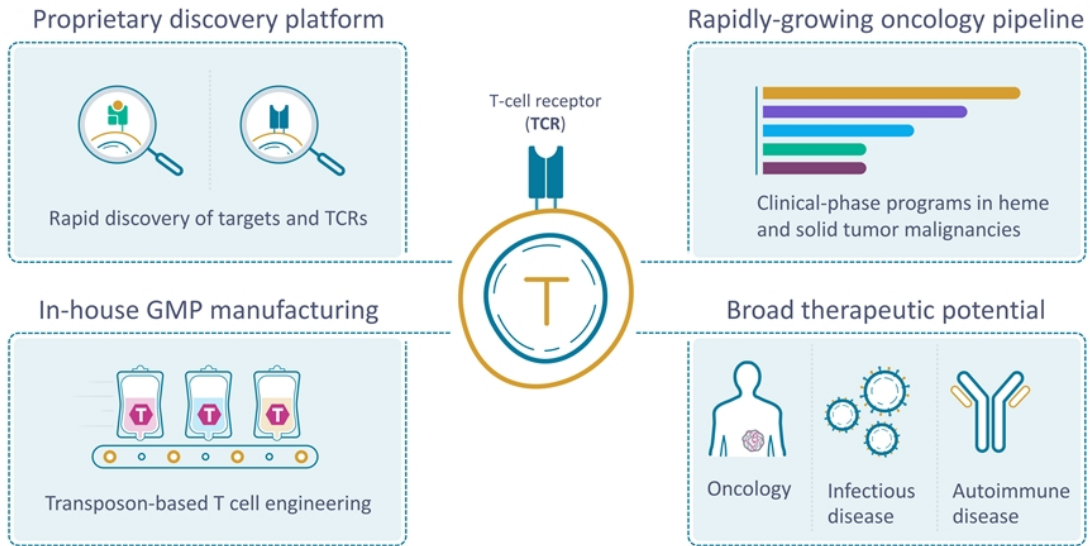 Proprietary discovery platform
Rapid discovery of targets and TCRs
Rapidly-growing oncology pipeline
Clinical-phase programs in heme
and solid tumor malignancies
T-cell receptor
(TCR)
T
In-house GMP manufacturing
T T T
Transposon-based T cell engineering
Broad therapeutic potential
Oncology
Infectious
disease
Autoimmune
disease